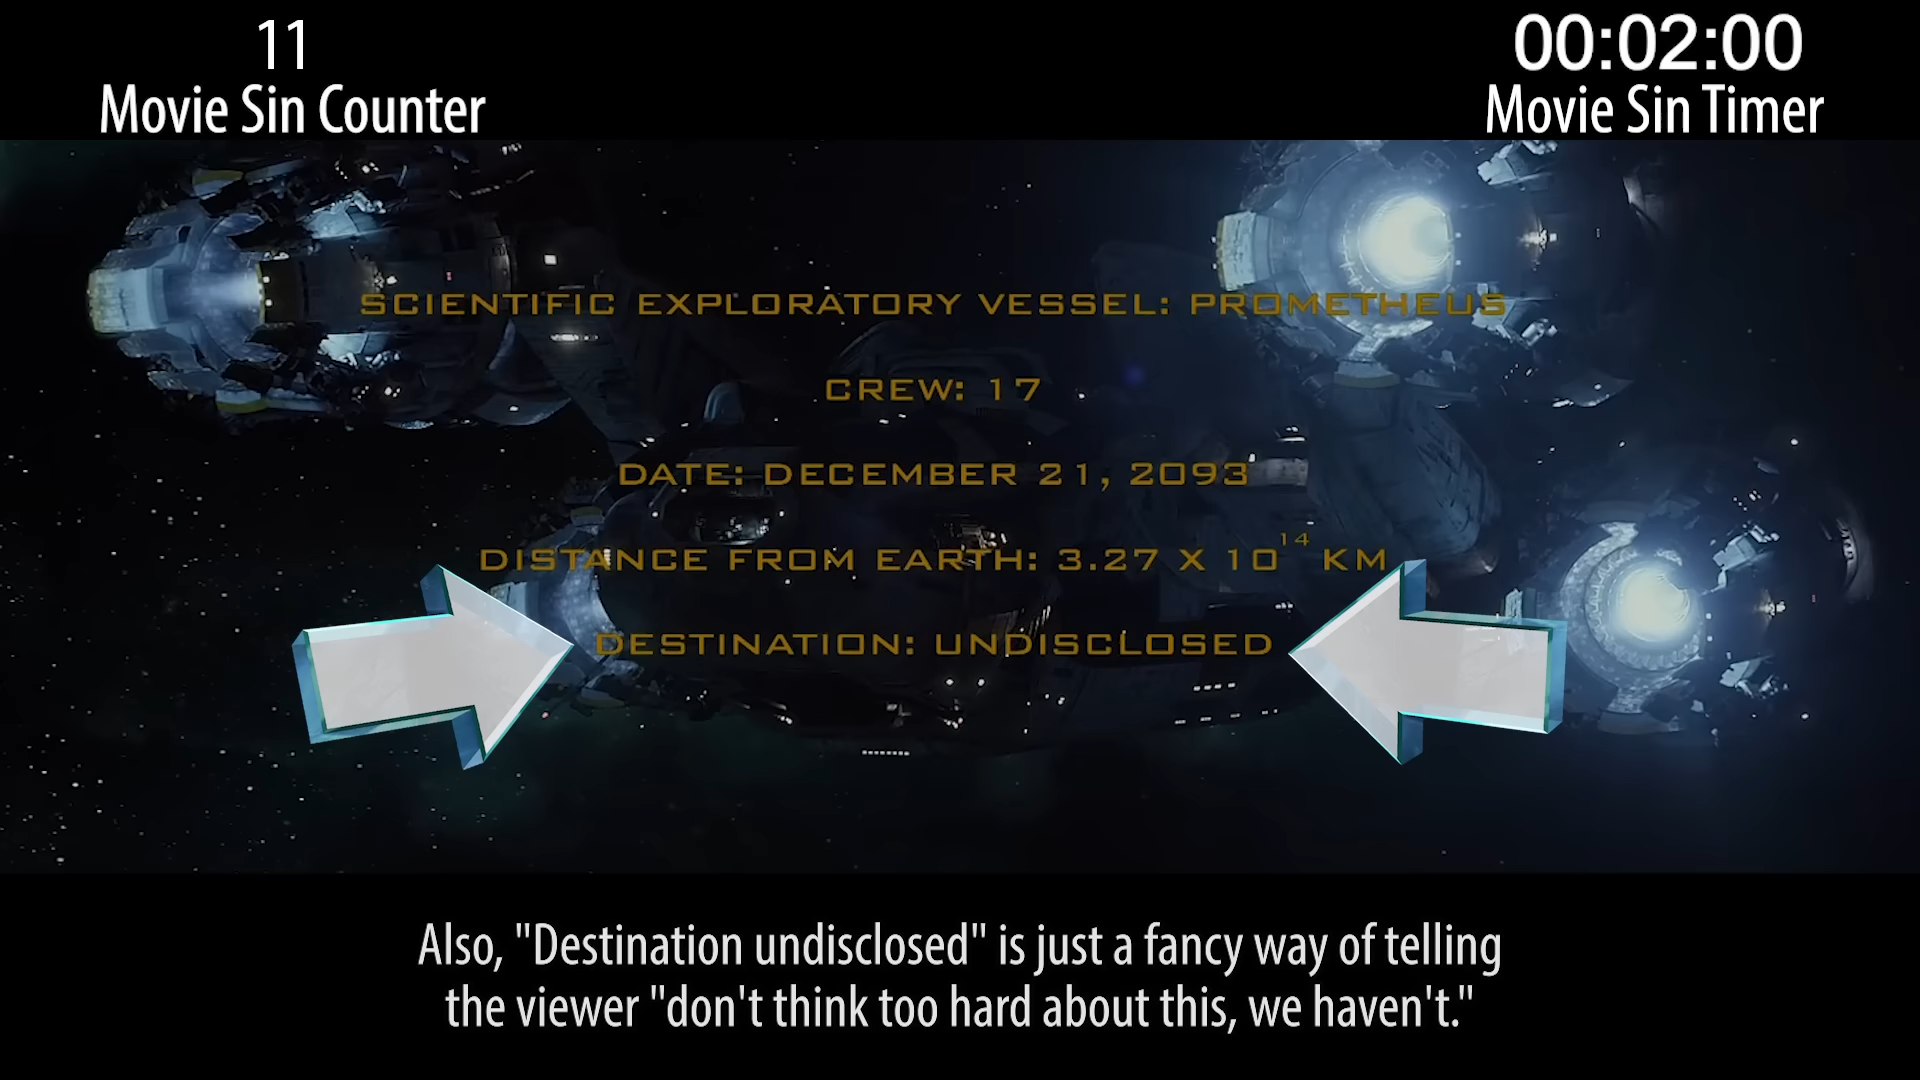 11
Movie Sin Counter
00:02:00
Movie Sin Timer
SCIENTIFIC EXPLORATORY VESSEL: PROMETHEUS
CREW: 17
DATE: DECEMBER 21, 2093
DISTANCE FROM EARTH: 3.27 X 10¹⁴ KM
DESTINATION: UNDISCLOSED
Also, "Destination undisclosed" is just a fancy way of telling
the viewer "don't think too hard about this, we haven't."